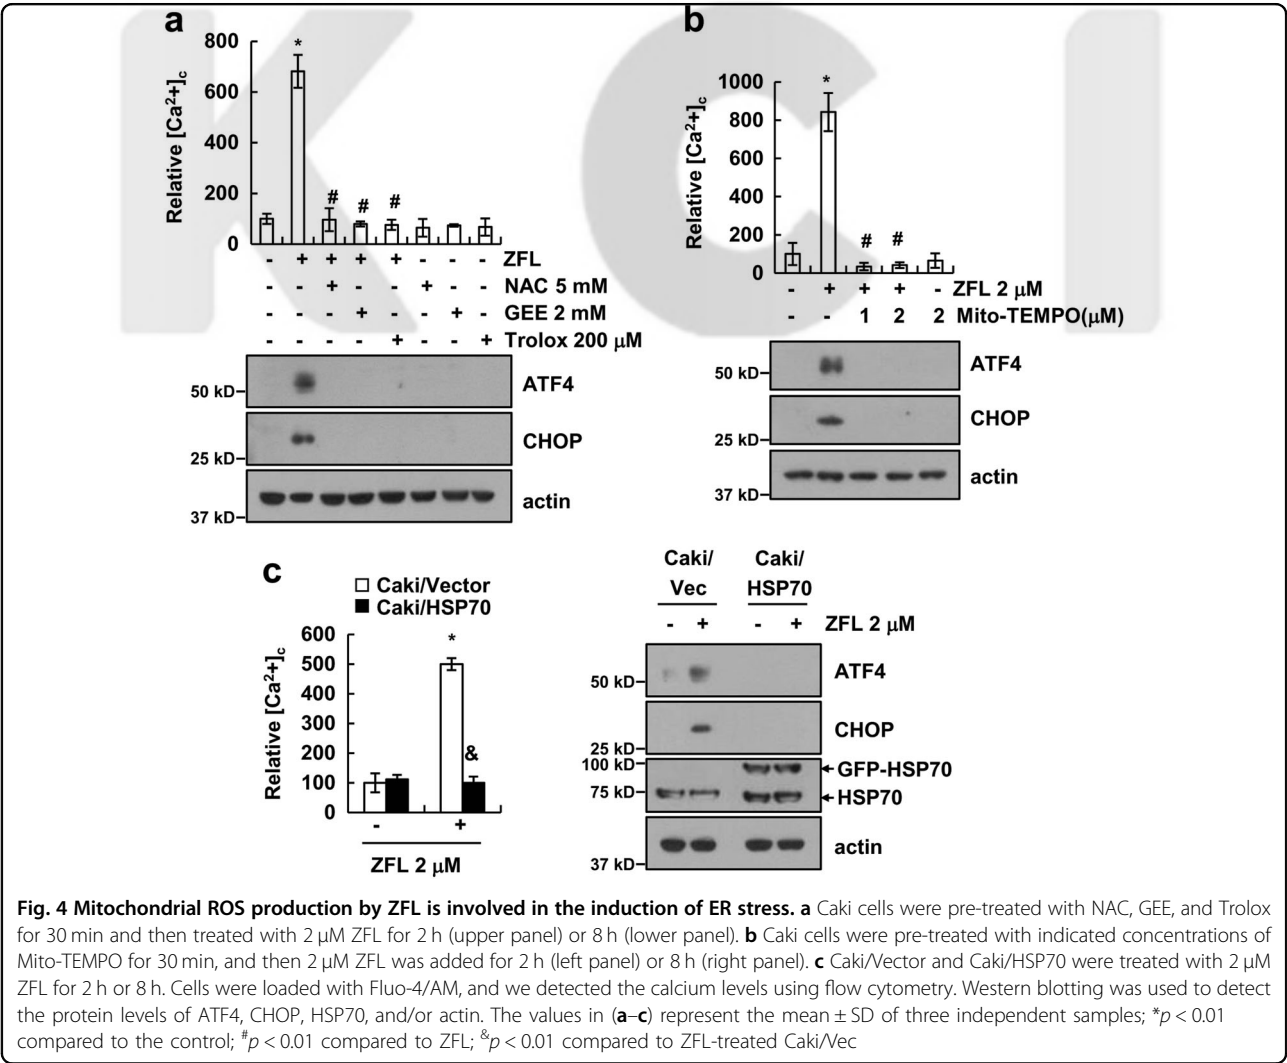 K C I
a
800
600
400
200
0
Relative [Ca²⁺]c
*
# # #
- + + + + - - - ZFL
- - + - - + - - NAC 5 mM
- - - + - - + - GEE 2 mM
- - - - + - - + Trolox 200 μM
50 kD ATF4
25 kD CHOP
37 kD actin
b
1000
800
600
400
200
0
Relative [Ca²⁺]c
*
# #
- + + + - ZFL 2 μM
- - 1 2 2 Mito-TEMPO(μM)
50 kD ATF4
25 kD CHOP
37 kD actin
c
Caki/Vector
Caki/HSP70
600
500
400
300
200
100
0
Relative [Ca²⁺]c
*
&
- +
ZFL 2 μM
Caki/ Caki/
Vec HSP70
- + - + ZFL 2 μM
50 kD ATF4
25 kD CHOP
100 kD GFP-HSP70
75 kD HSP70
37 kD actin
Fig. 4 Mitochondrial ROS production by ZFL is involved in the induction of ER stress. a Caki cells were pre-treated with NAC, GEE, and Trolox
for 30 min and then treated with 2 μM ZFL for 2 h (upper panel) or 8 h (lower panel). b Caki cells were pre-treated with indicated concentrations of
Mito-TEMPO for 30 min, and then 2 μM ZFL was added for 2 h (left panel) or 8 h (right panel). c Caki/Vector and Caki/HSP70 were treated with 2 μM
ZFL for 2 h or 8 h. Cells were loaded with Fluo-4/AM, and we detected the calcium levels using flow cytometry. Western blotting was used to detect
the protein levels of ATF4, CHOP, HSP70, and/or actin. The values in (a–c) represent the mean ± SD of three independent samples; *p < 0.01
compared to the control; #p < 0.01 compared to ZFL; &p < 0.01 compared to ZFL-treated Caki/Vec